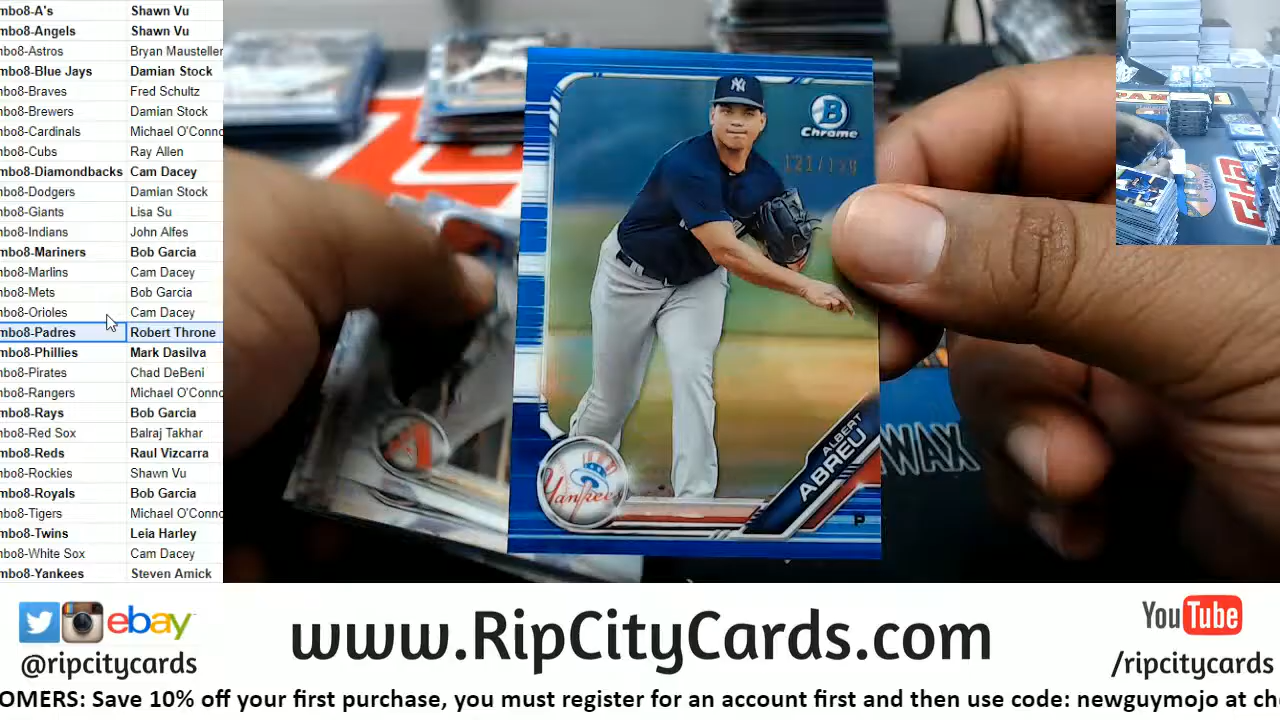 mbo8-A's Shawn Vu
mbo8-Angels Shawn Vu
mbo8-Astros Bryan Mausteller
mbo8-Blue Jays Damian Stock
mbo8-Braves Fred Schultz
mbo8-Brewers Damian Stock
mbo8-Cardinals Michael O'Conno
mbo8-Cubs Ray Allen
mbo8-Diamondbacks Cam Dacey
mbo8-Dodgers Damian Stock
mbo8-Giants Lisa Su
mbo8-Indians John Alfes
mbo8-Mariners Bob Garcia
mbo8-Marlins Cam Dacey
mbo8-Mets Bob Garcia
mbo8-Orioles Cam Dacey
mbo8-Padres Robert Throne
mbo8-Phillies Mark Dasilva
mbo8-Pirates Chad DeBeni
mbo8-Rangers Michael O'Conno
mbo8-Rays Bob Garcia
mbo8-Red Sox Balraj Takhar
mbo8-Reds Raul Vizcarra
mbo8-Rockies Shawn Vu
mbo8-Royals Bob Garcia
mbo8-Tigers Michael O'Conno
mbo8-Twins Leia Harley
mbo8-White Sox Cam Dacey
mbo8-Yankees Steven Amick
NY
B
Chrome
Yankees
ALBERT
ABREU
P
WAX
ebay
@ripcitycards
www.RipCityCards.com
YouTube
/ripcitycards
OMERS: Save 10% off your first purchase, you must register for an account first and then use code: newguymojo at ch